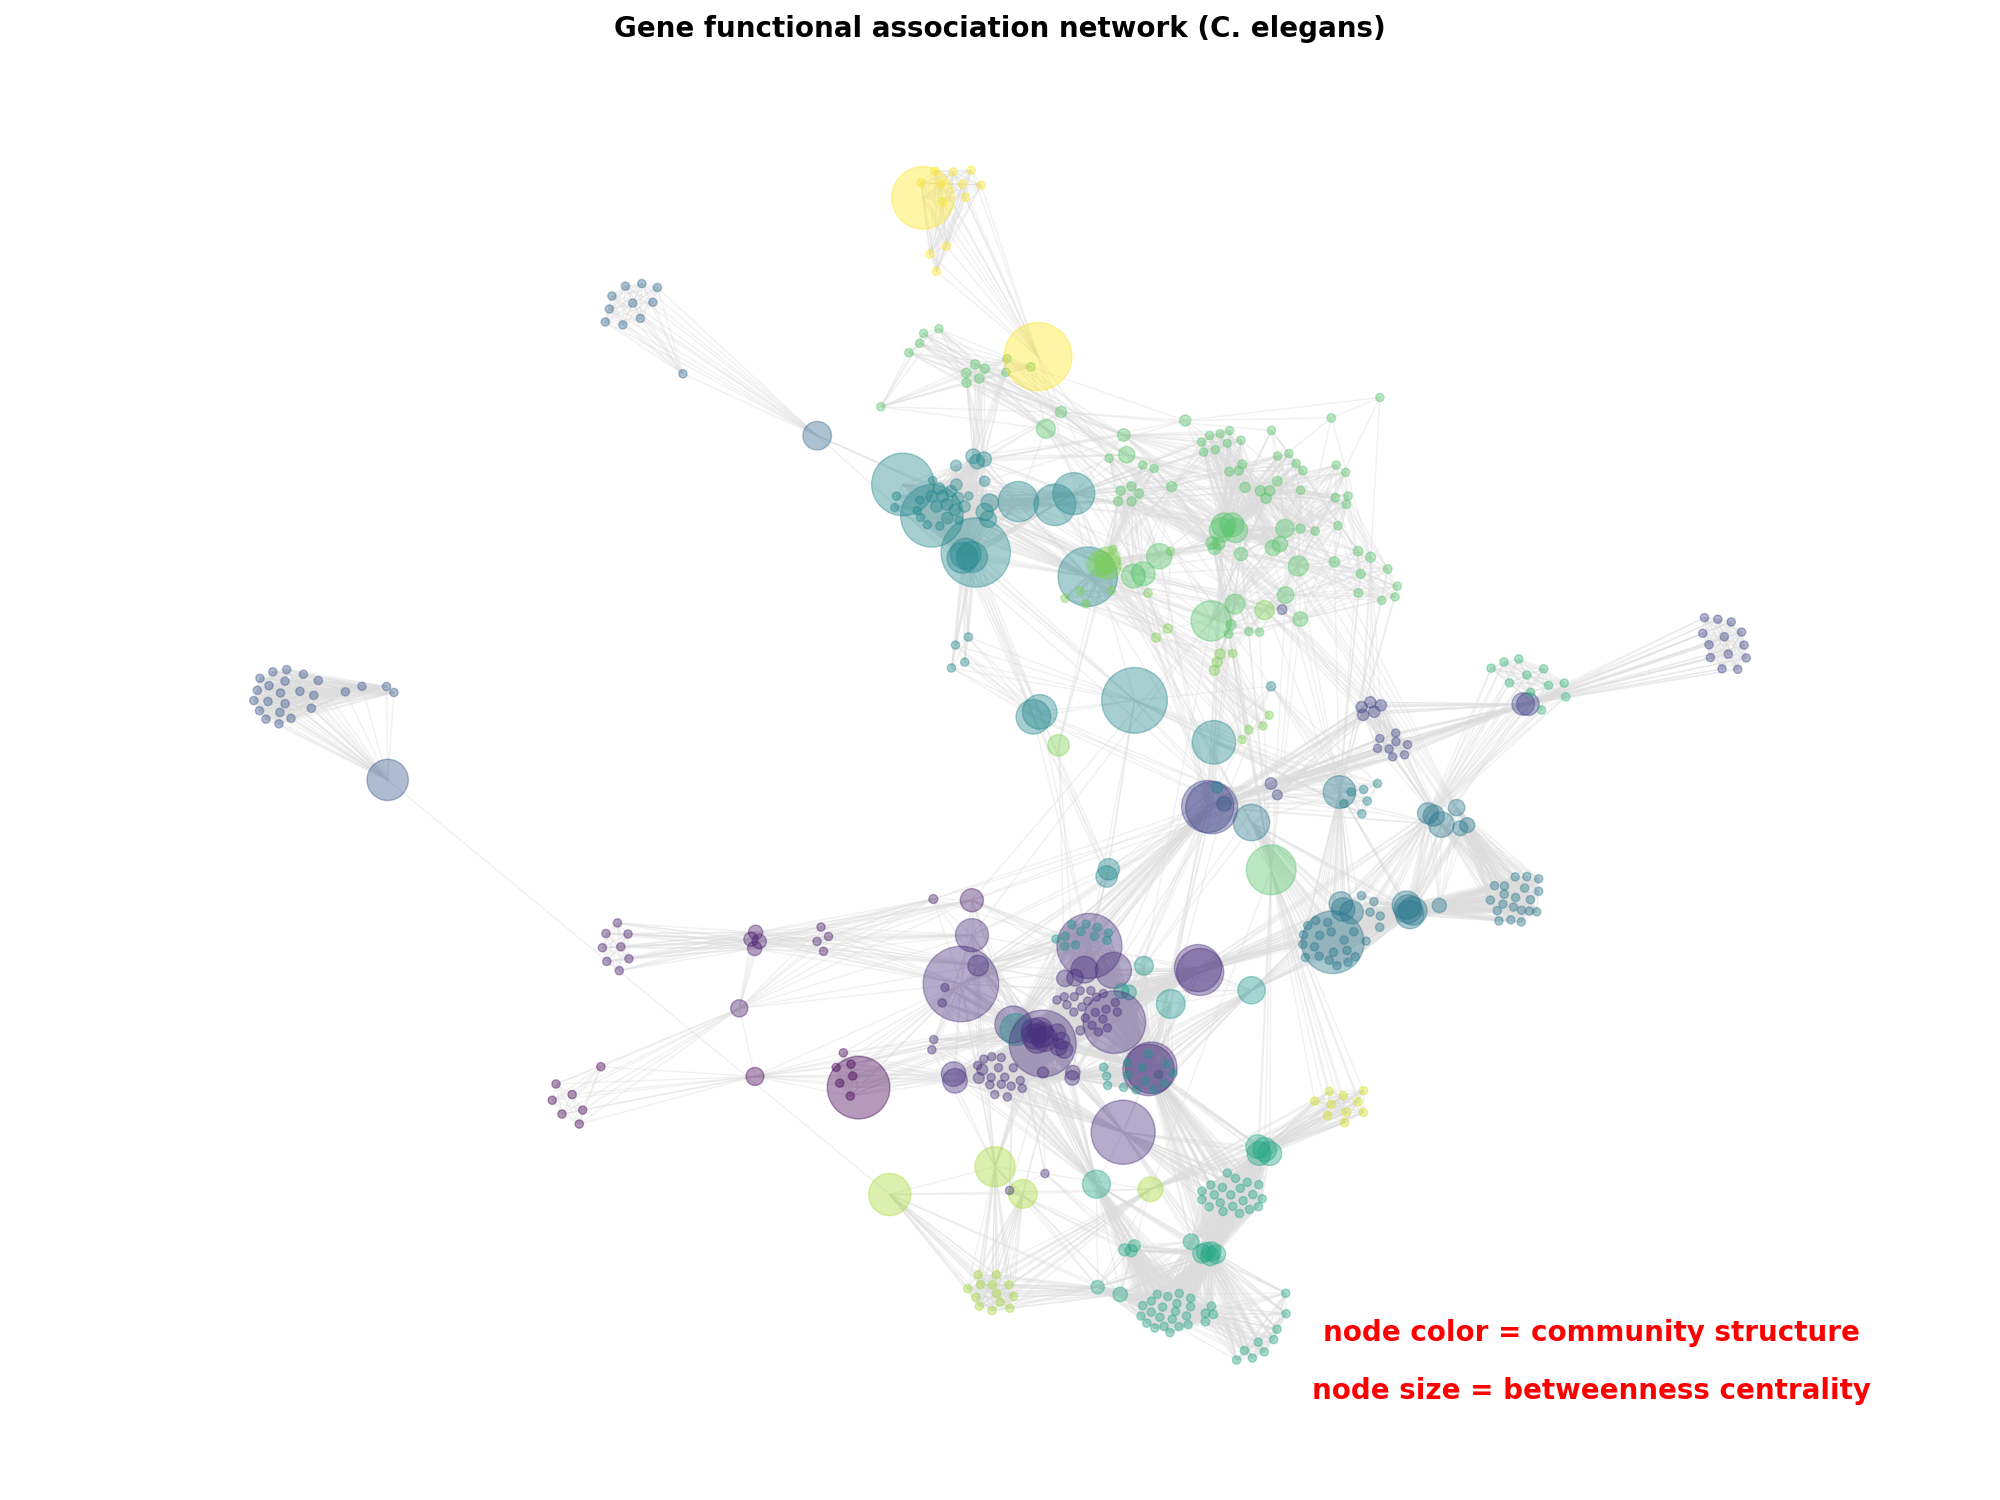 Gene functional association network (C. elegans)
node color = community structure
node size = betweenness centrality